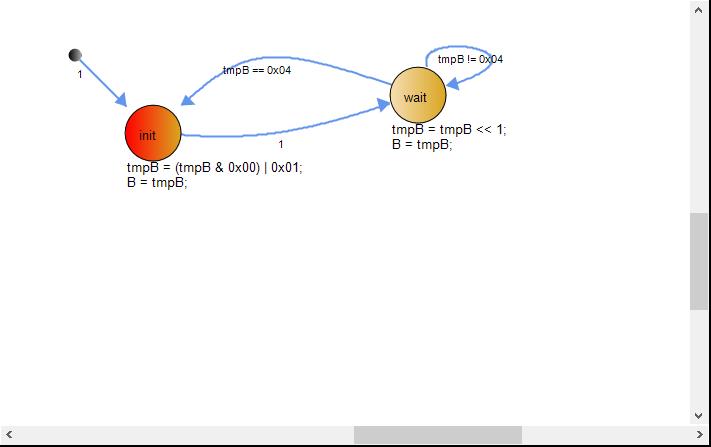 tmpB != 0x04
tmpB == 0x04
1
wait
init
tmpB = tmpB << 1;
B = tmpB;
1
tmpB = (tmpB & 0x00) | 0x01;
B = tmpB;